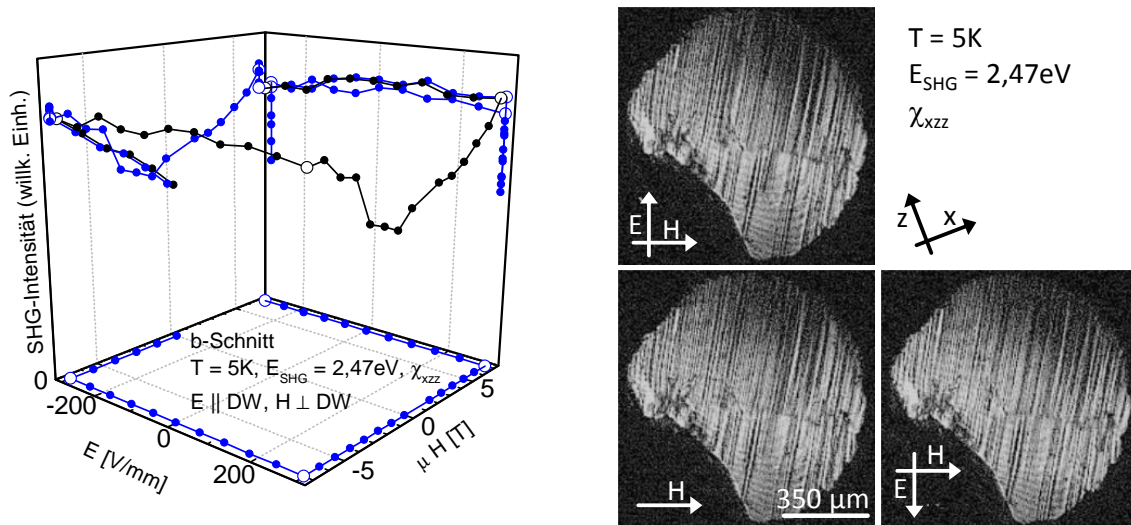 SHG-Intensität (willk. Einh.)
0
-200
0
200
E [V/mm]
-5
0
5
μ H [T]
b-Schnitt
T = 5K, E_SHG = 2,47eV, χ_xzz
E || DW, H ⊥ DW
E
H
T = 5K
E_SHG = 2,47eV
χ_xzz
z
x
H
350 μm
H
E